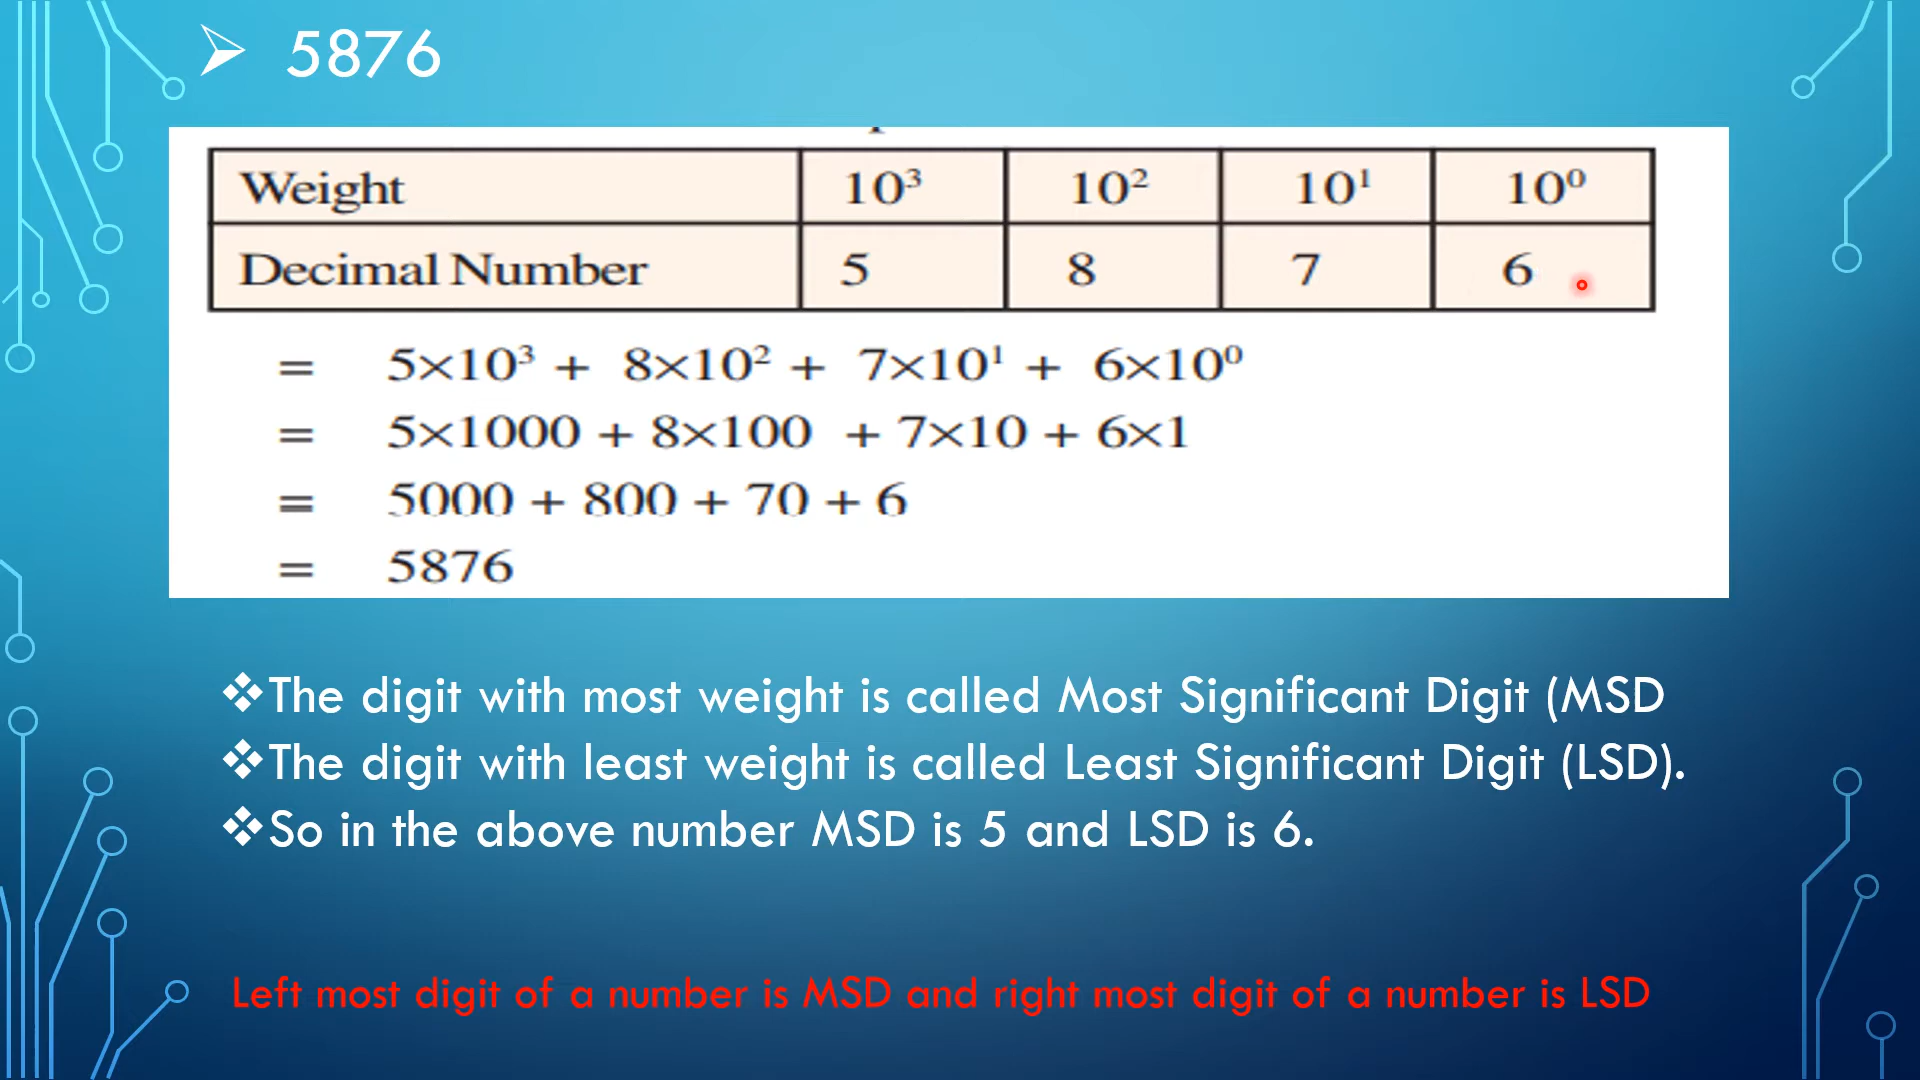 ➢ 5876
Weight 10³ 10² 10¹ 10⁰
Decimal Number 5 8 7 6
= 5×10³ + 8×10² + 7×10¹ + 6×10⁰
= 5×1000 + 8×100 + 7×10 + 6×1
= 5000 + 800 + 70 + 6
= 5876
❖The digit with most weight is called Most Significant Digit (MSD
❖The digit with least weight is called Least Significant Digit (LSD).
❖So in the above number MSD is 5 and LSD is 6.
Left most digit of a number is MSD and right most digit of a number is LSD